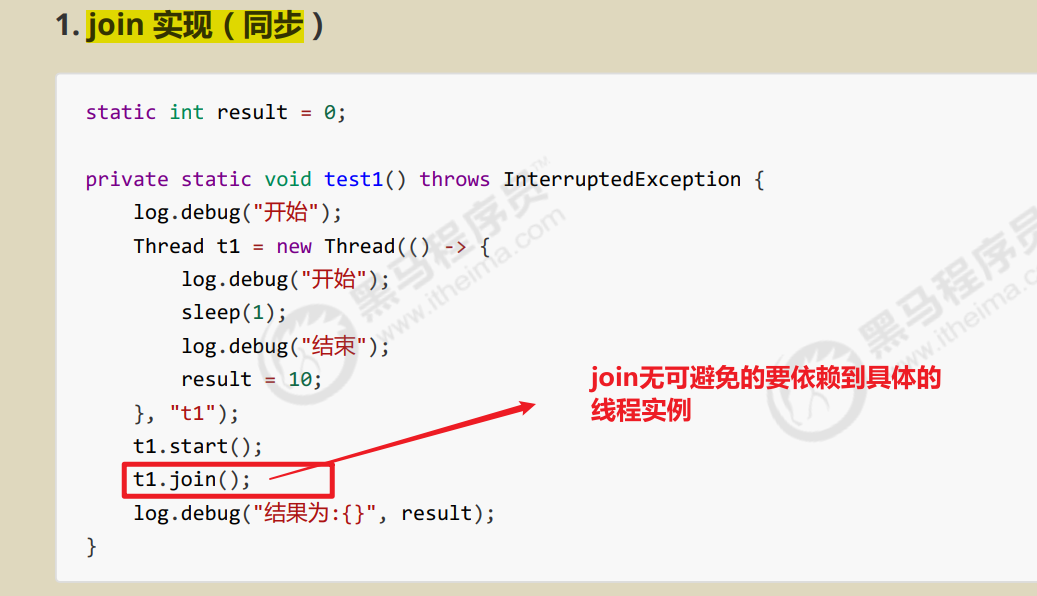 1. join 实现（同步）
static int result = 0;
private static void test1() throws InterruptedException {
log.debug("开始");
Thread t1 = new Thread(() -> {
log.debug("开始");
sleep(1);
log.debug("结束");
result = 10;
}, "t1");
t1.start();
t1.join();
log.debug("结果为:{}", result);
}
join无可避免的要依赖到具体的
线程实例
黑马程序员™
www.itheima.com
黑马程序员
www.itheima.c